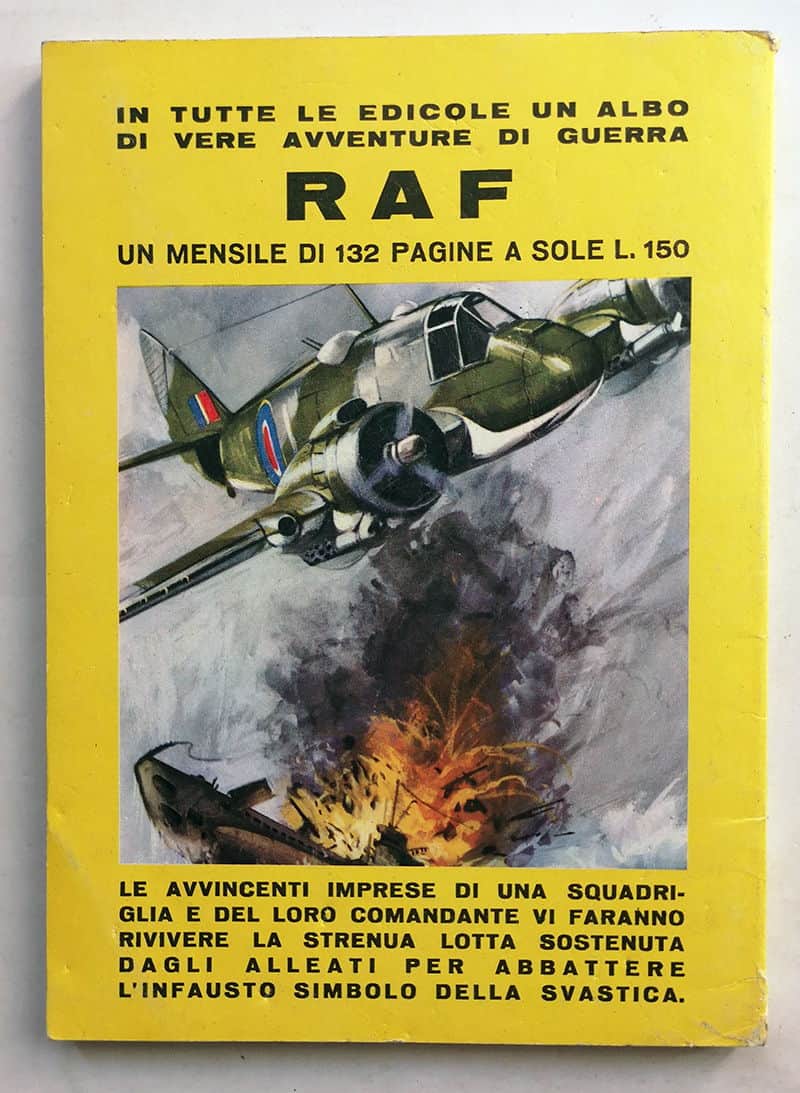 IN TUTTE LE EDICOLE UN ALBO
DI VERE AVVENTURE DI GUERRA
RAF
UN MENSILE DI 132 PAGINE A SOLE L. 150
LE AVVINCENTI IMPRESE DI UNA SQUADRI-
GLIA E DEL LORO COMANDANTE VI FARANNO
RIVIVERE LA STRENUA LOTTA SOSTENUTA
DAGLI ALLEATI PER ABBATTERE
L'INFAUSTO SIMBOLO DELLA SVASTICA.